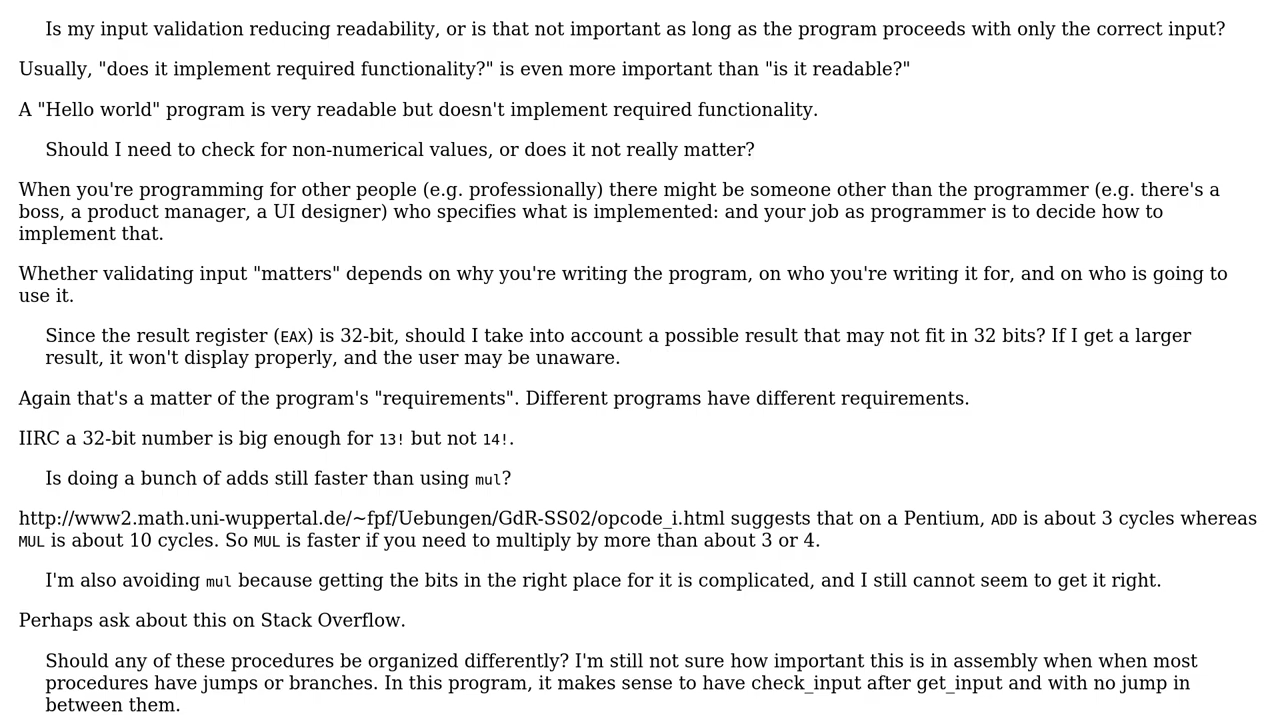 Is my input validation reducing readability, or is that not important as long as the program proceeds with only the correct input?
Usually, "does it implement required functionality?" is even more important than "is it readable?"
A "Hello world" program is very readable but doesn't implement required functionality.
Should I need to check for non-numerical values, or does it not really matter?
When you're programming for other people (e.g. professionally) there might be someone other than the programmer (e.g. there's a
boss, a product manager, a UI designer) who specifies what is implemented: and your job as programmer is to decide how to
implement that.
Whether validating input "matters" depends on why you're writing the program, on who you're writing it for, and on who is going to
use it.
Since the result register (EAX) is 32-bit, should I take into account a possible result that may not fit in 32 bits? If I get a larger
result, it won't display properly, and the user may be unaware.
Again that's a matter of the program's "requirements". Different programs have different requirements.
IIRC a 32-bit number is big enough for 13! but not 14!.
Is doing a bunch of adds still faster than using mul?
http://www2.math.uni-wuppertal.de/~fpf/Uebungen/GdR-SS02/opcode_i.html suggests that on a Pentium, ADD is about 3 cycles whereas
MUL is about 10 cycles. So MUL is faster if you need to multiply by more than about 3 or 4.
I'm also avoiding mul because getting the bits in the right place for it is complicated, and I still cannot seem to get it right.
Perhaps ask about this on Stack Overflow.
Should any of these procedures be organized differently? I'm still not sure how important this is in assembly when when most
procedures have jumps or branches. In this program, it makes sense to have check_input after get_input and with no jump in
between them.